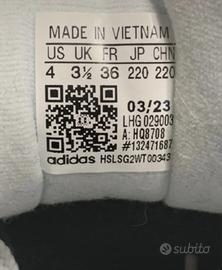 MADE IN VIETNAM
US UK FR JP CHN
4 3½ 36 220 220
03/23
LHG 029003
A: HQ8708
#132471687
adidas HSLSG2WT00343
subito